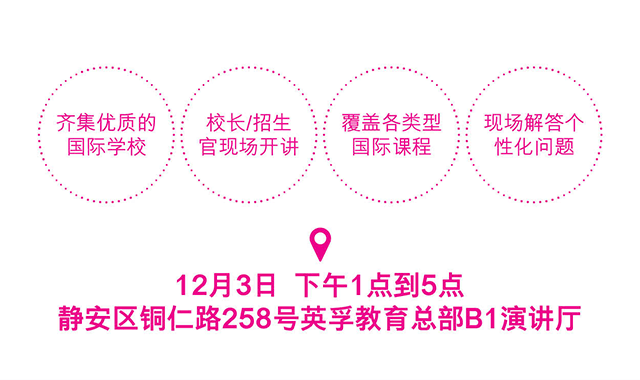 齐集优质的
国际学校
校长/招生
官现场开讲
覆盖各类型
国际课程
现场解答个
性化问题
12月3日 下午1点到5点
静安区铜仁路258号英孚教育总部B1演讲厅